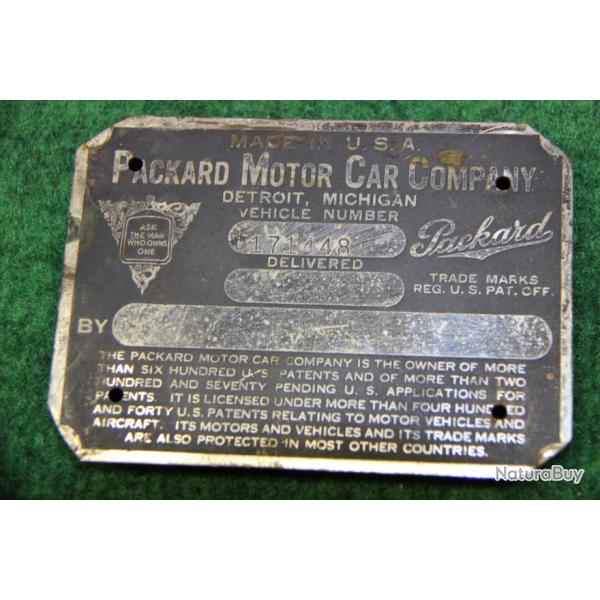 MADE IN U.S.A.
PACKARD MOTOR CAR COMPANY
DETROIT, MICHIGAN
VEHICLE NUMBER
171448
ASK
THE MAN
WHO OWNS
ONE
Packard
DELIVERED
TRADE MARKS
REG. U.S. PAT. OFF.
BY
THE PACKARD MOTOR CAR COMPANY IS THE OWNER OF MORE
THAN SIX HUNDRED U.S. PATENTS AND OF MORE THAN TWO
HUNDRED AND SEVENTY PENDING U.S. APPLICATIONS FOR
PATENTS. IT IS LICENSED UNDER MORE THAN FOUR HUNDRED
AND FORTY U.S. PATENTS RELATING TO MOTOR VEHICLES AND
AIRCRAFT. ITS MOTORS AND VEHICLES AND ITS TRADE MARKS
ARE ALSO PROTECTED IN MOST OTHER COUNTRIES.
NaturaBuy